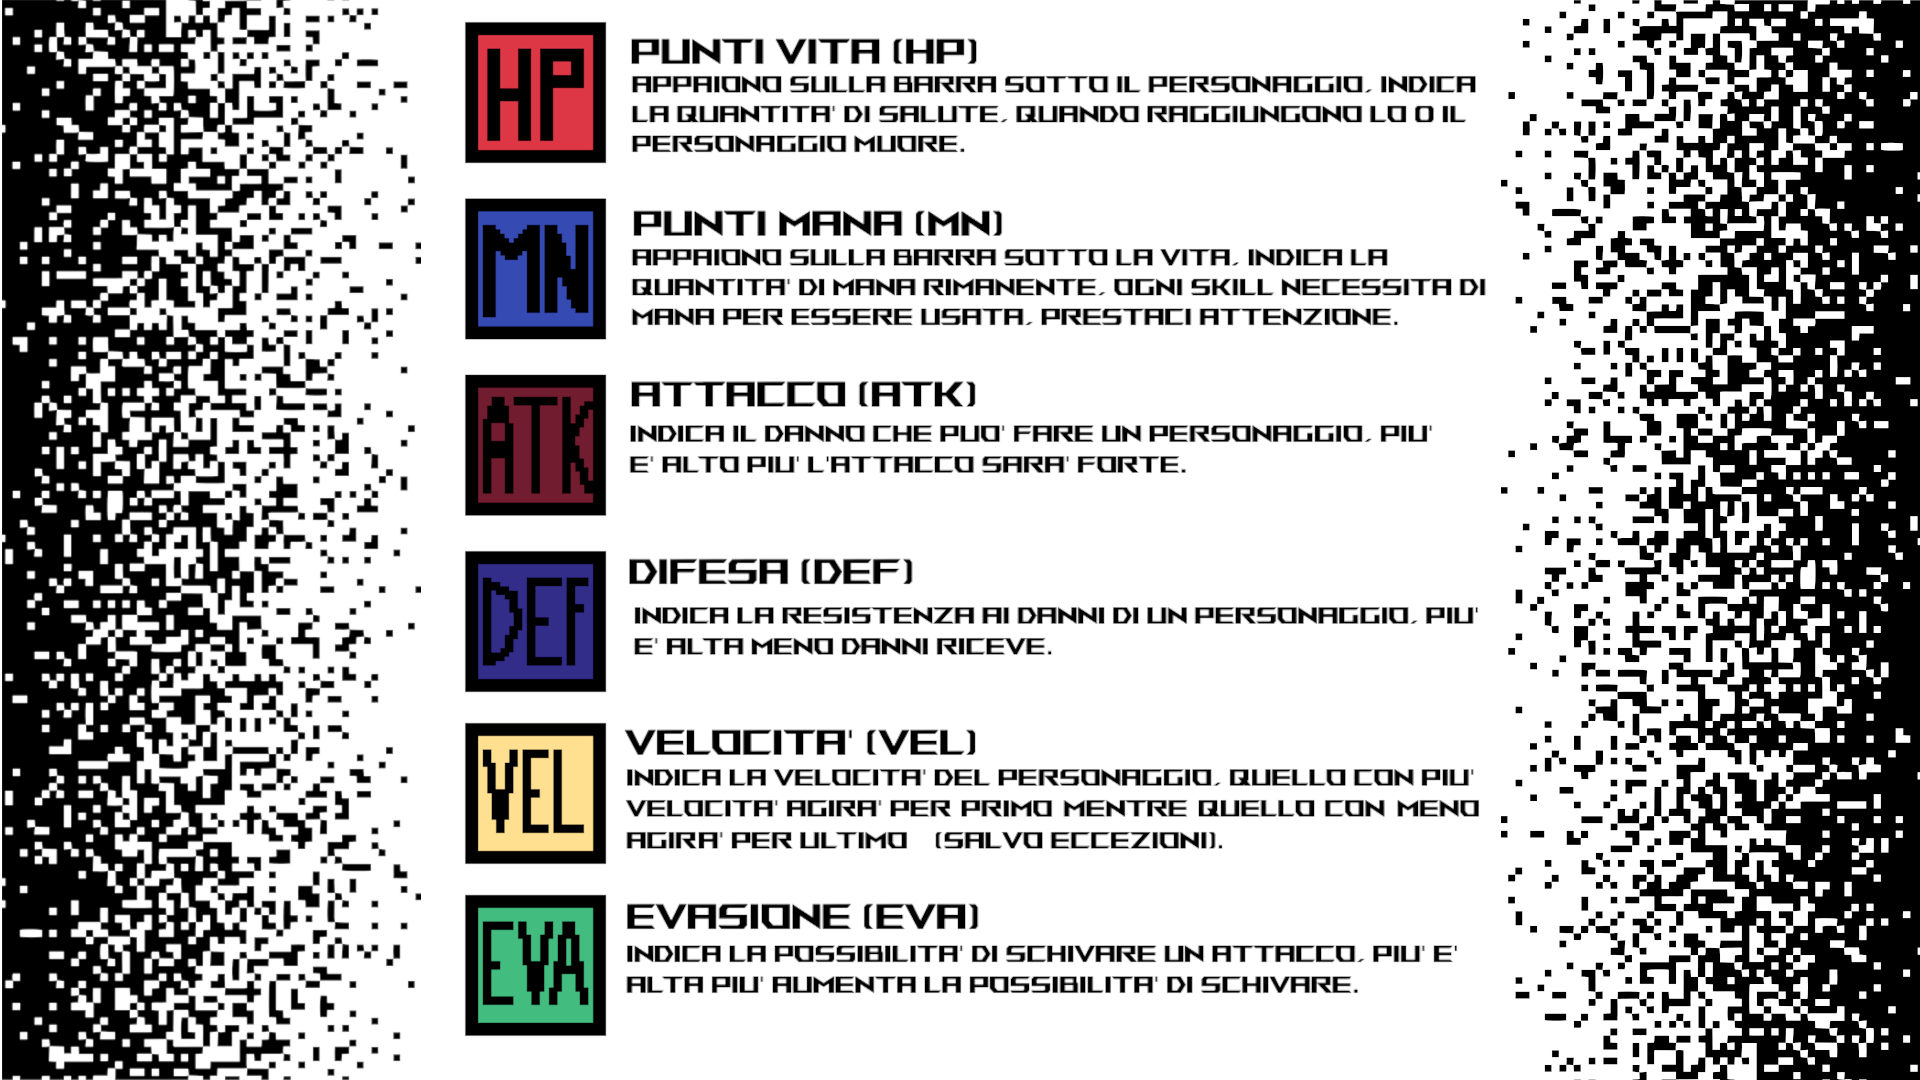 HP
PUNTI VITA (HP)
APPAIONO SULLA BARRA SOTTO IL PERSONAGGIO, INDICA
LA QUANTITA' DI SALUTE, QUANDO RAGGIUNGONO LO 0 IL
PERSONAGGIO MUORE.
MN
PUNTI MANA (MN)
APPAIONO SULLA BARRA SOTTO LA VITA, INDICA LA
QUANTITA' DI MANA RIMANENTE, OGNI SKILL NECESSITA DI
MANA PER ESSERE USATA, PRESTACI ATTENZIONE.
ATK
ATTACCO (ATK)
INDICA IL DANNO CHE PUO' FARE UN PERSONAGGIO, PIU'
E' ALTO PIU' L'ATTACCO SARA' FORTE.
DEF
DIFESA (DEF)
INDICA LA RESISTENZA AI DANNI DI UN PERSONAGGIO, PIU'
E' ALTA MENO DANNI RICEVE.
VEL
VELOCITA' (VEL)
INDICA LA VELOCITA' DEL PERSONAGGIO, QUELLO CON PIU'
VELOCITA' AGIRA' PER PRIMO MENTRE QUELLO CON MENO
AGIRA' PER ULTIMO (SALVO ECCEZIONI).
EVA
EVASIONE (EVA)
INDICA LA POSSIBILITA' DI SCHIVARE UN ATTACCO, PIU' E'
ALTA PIU' AUMENTA LA POSSIBILITA' DI SCHIVARE.